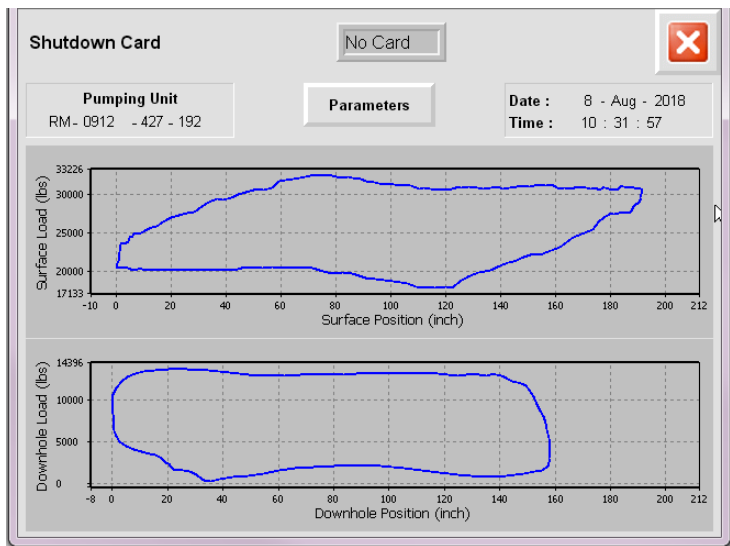 Shutdown Card
No Card
Pumping Unit
RM- 0912 - 427 - 192
Parameters
Date : 8 - Aug - 2018
Time : 10 : 31 : 57
Surface Load (lbs)
33226
30000
25000
20000
17133
-10 0 20 40 60 80 100 120 140 160 180 200 212
Surface Position (inch)
Downhole Load (lbs)
14396
10000
5000
0
-8 0 20 40 60 80 100 120 140 160 180 200 212
Downhole Position (inch)